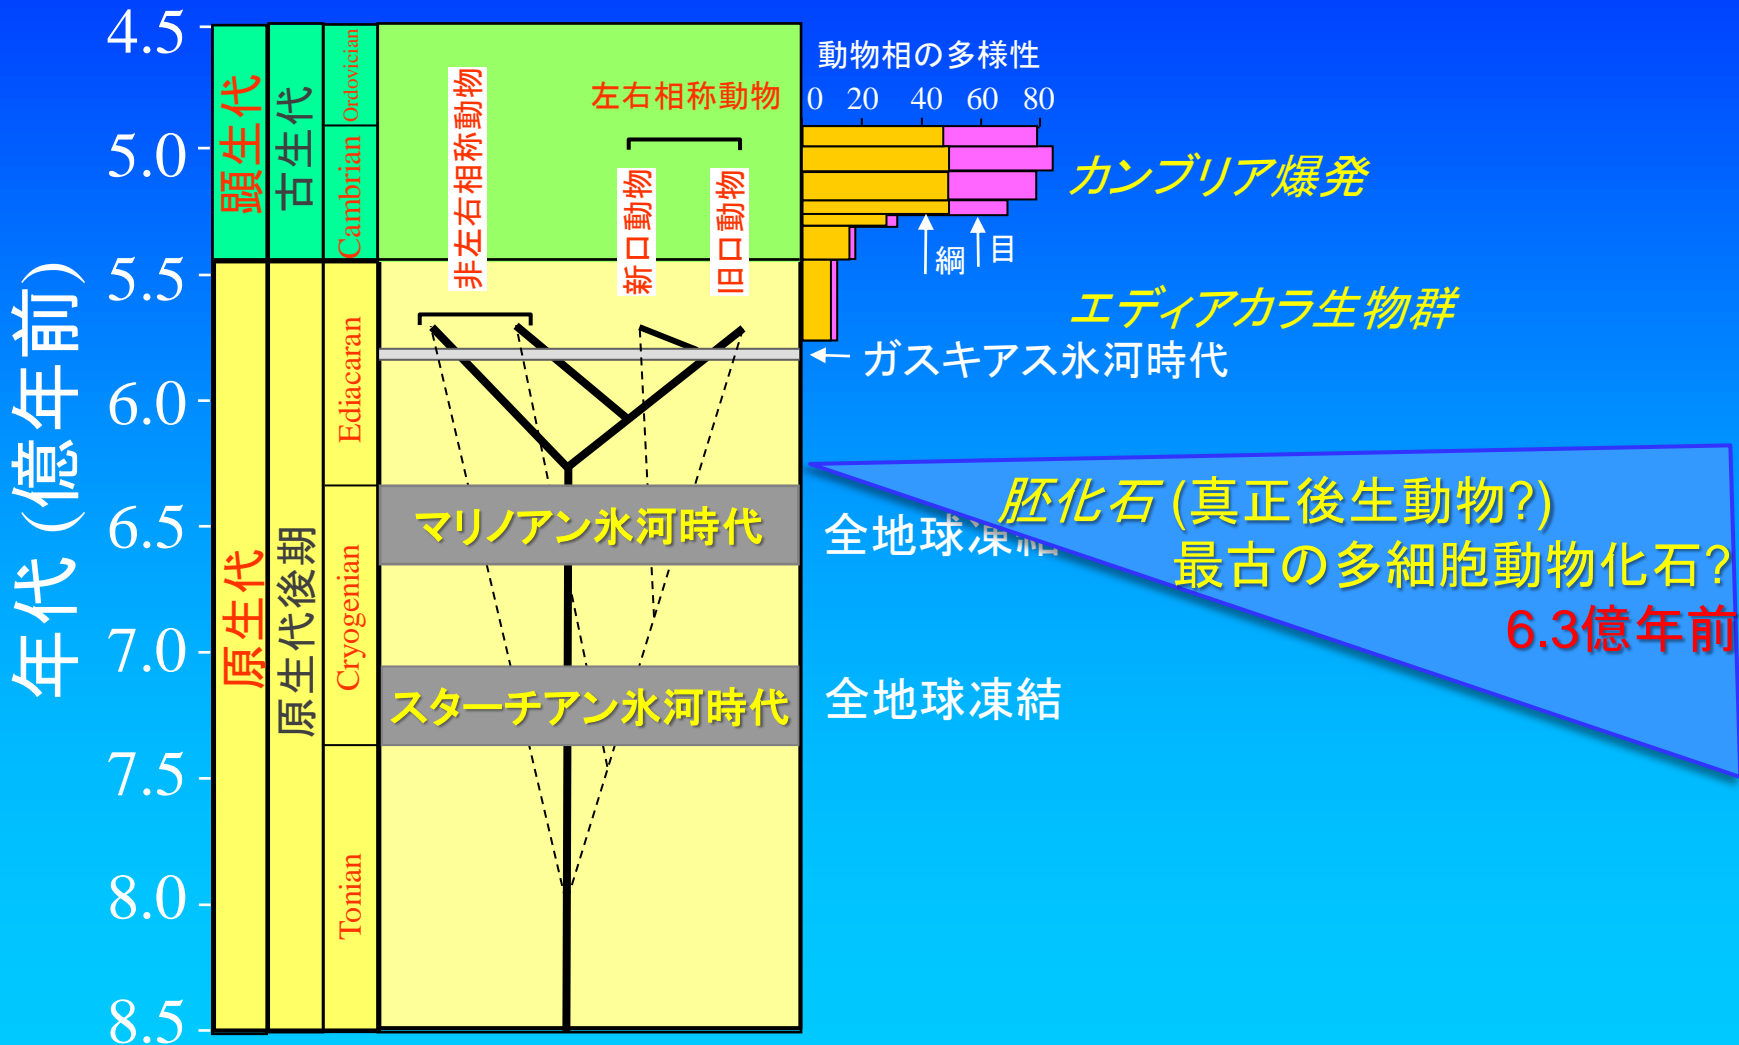 年代 (億年前)
4.5
5.0
5.5
6.0
6.5
7.0
7.5
8.0
8.5
顕生代
原生代
古生代
原生代後期
Ordovician
Cambrian
Ediacaran
Cryogenian
Tonian
非左右相称動物
左右相称動物
新口動物
旧口動物
マリノアン氷河時代
スターチアン氷河時代
動物相の多様性
0 20 40 60 80
綱
目
カンブリア爆発
エディアカラ生物群
ガスキアス氷河時代
全地球凍結
胚化石 (真正後生動物?)
最古の多細胞動物化石?
6.3億年前
全地球凍結